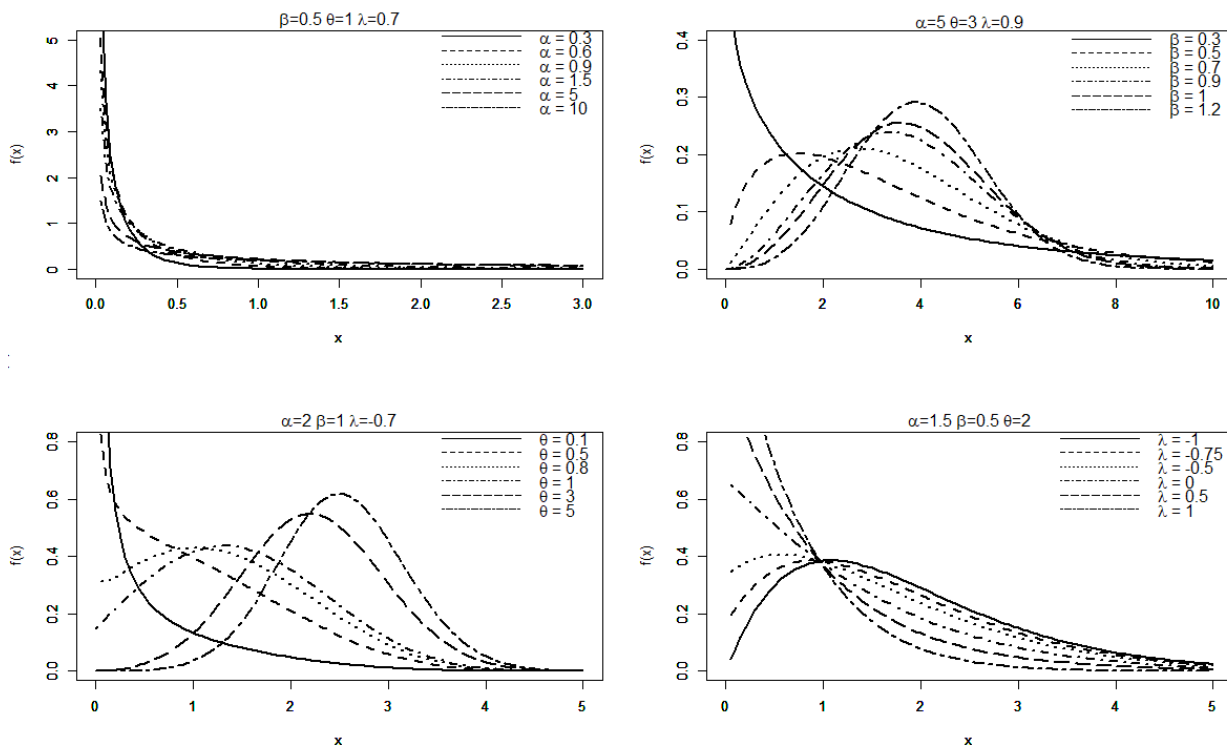 β=0.5 θ=1 λ=0.7
α = 0.3
α = 0.6
α = 0.9
α = 1.5
α = 5
α = 10
f(x)
5
4
3
2
1
0
0.0 0.5 1.0 1.5 2.0 2.5 3.0
x
α=5 θ=3 λ=0.9
β = 0.3
β = 0.5
β = 0.7
β = 0.9
β = 1
β = 1.2
f(x)
0.4
0.3
0.2
0.1
0.0
0 2 4 6 8 10
x
α=2 β=1 λ=-0.7
θ = 0.1
θ = 0.5
θ = 0.8
θ = 1
θ = 3
θ = 5
f(x)
0.8
0.6
0.4
0.2
0.0
0 1 2 3 4 5
x
α=1.5 β=0.5 θ=2
λ = -1
λ = -0.75
λ = -0.5
λ = 0
λ = 0.5
λ = 1
f(x)
0.8
0.6
0.4
0.2
0.0
0 1 2 3 4 5
x